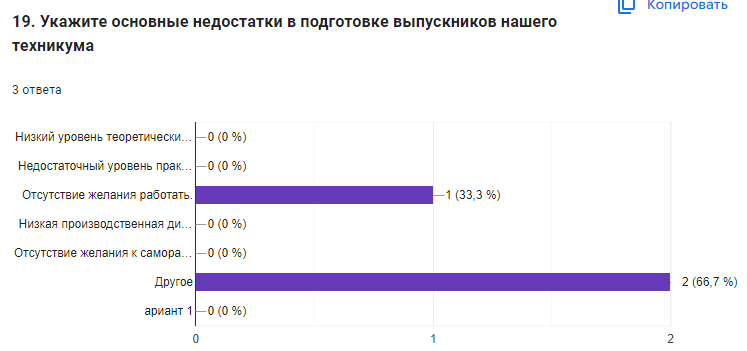 Копировать
19. Укажите основные недостатки в подготовке выпускников нашего
техникума
3 ответа
Низкий уровень теоретически... 0 (0 %)
Недостаточный уровень прак... 0 (0 %)
Отсутствие желания работать. 1 (33,3 %)
Низкая производственная ди... 0 (0 %)
Отсутствие желания к самора... 0 (0 %)
Другое 2 (66,7 %)
ариант 1 0 (0 %)
0 1 2